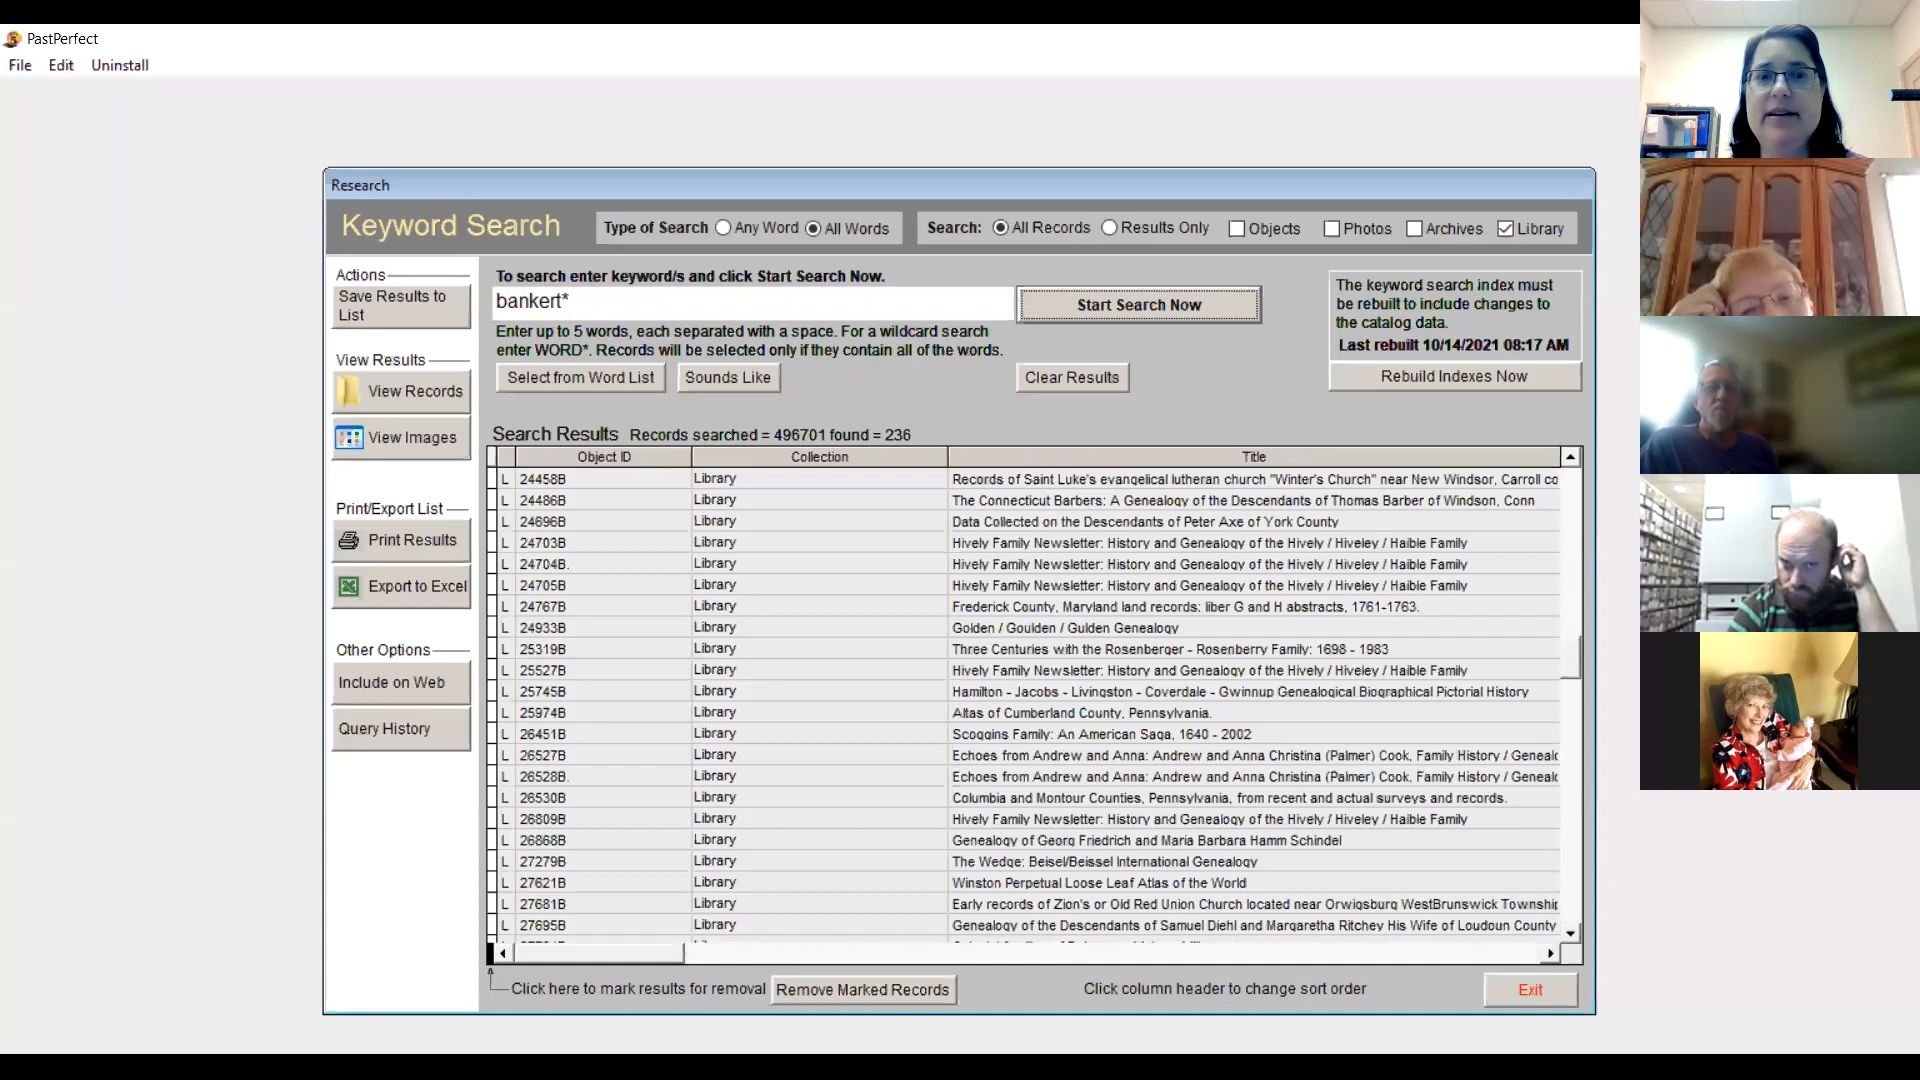 PastPerfect
File Edit Uninstall
Research
Keyword Search
Type of Search Any Word All Words
Search: All Records Results Only Objects Photos Archives Library
Actions
Save Results to
List
View Results
View Records
View Images
Print/Export List
Print Results
Export to Excel
Other Options
Include on Web
Query History
To search enter keyword/s and click Start Search Now.
bankert*
Start Search Now
Enter up to 5 words, each separated with a space. For a wildcard search
enter WORD*. Records will be selected only if they contain all of the words.
Select from Word List Sounds Like Clear Results
The keyword search index must
be rebuilt to include changes to
the catalog data.
Last rebuilt 10/14/2021 08:17 AM
Rebuild Indexes Now
Search Results Records searched = 496701 found = 236
Object ID Collection Title
L 24458B Library Records of Saint Luke's evangelical lutheran church "Winter's Church" near New Windsor, Carroll co
L 24486B Library The Connecticut Barbers: A Genealogy of the Descendants of Thomas Barber of Windson, Conn
L 24696B Library Data Collected on the Descendants of Peter Axe of York County
L 24703B Library Hively Family Newsletter: History and Genealogy of the Hively / Hiveley / Haible Family
L 24704B. Library Hively Family Newsletter: History and Genealogy of the Hively / Hiveley / Haible Family
L 24705B Library Hively Family Newsletter: History and Genealogy of the Hively / Hiveley / Haible Family
L 24767B Library Frederick County, Maryland land records: liber G and H abstracts, 1761-1763.
L 24933B Library Golden / Goulden / Gulden Genealogy
L 25319B Library Three Centuries with the Rosenberger - Rosenberry Family: 1698 - 1983
L 25527B Library Hively Family Newsletter: History and Genealogy of the Hively / Hiveley / Haible Family
L 25745B Library Hamilton - Jacobs - Livingston - Coverdale - Gwinnup Genealogical Biographical Pictorial History
L 25974B Library Altas of Cumberland County, Pennsylvania.
L 26451B Library Scoggins Family: An American Saga, 1640 - 2002
L 26527B Library Echoes from Andrew and Anna: Andrew and Anna Christina (Palmer) Cook, Family History / Geneal
L 26528B. Library Echoes from Andrew and Anna: Andrew and Anna Christina (Palmer) Cook, Family History / Geneal
L 26530B Library Columbia and Montour Counties, Pennsylvania, from recent and actual surveys and records.
L 26809B Library Hively Family Newsletter: History and Genealogy of the Hively / Hiveley / Haible Family
L 26868B Library Genealogy of Georg Friedrich and Maria Barbara Hamm Schindel
L 27279B Library The Wedge: Beisel/Beissel International Genealogy
L 27621B Library Winston Perpetual Loose Leaf Atlas of the World
L 27681B Library Early records of Zion's or Old Red Union Church located near Orwigsburg WestBrunswick Township
L 27695B Library Genealogy of the Descendants of Samuel Diehl and Margaretha Ritchey His Wife of Loudoun County
Click here to mark results for removal Remove Marked Records Click column header to change sort order Exit